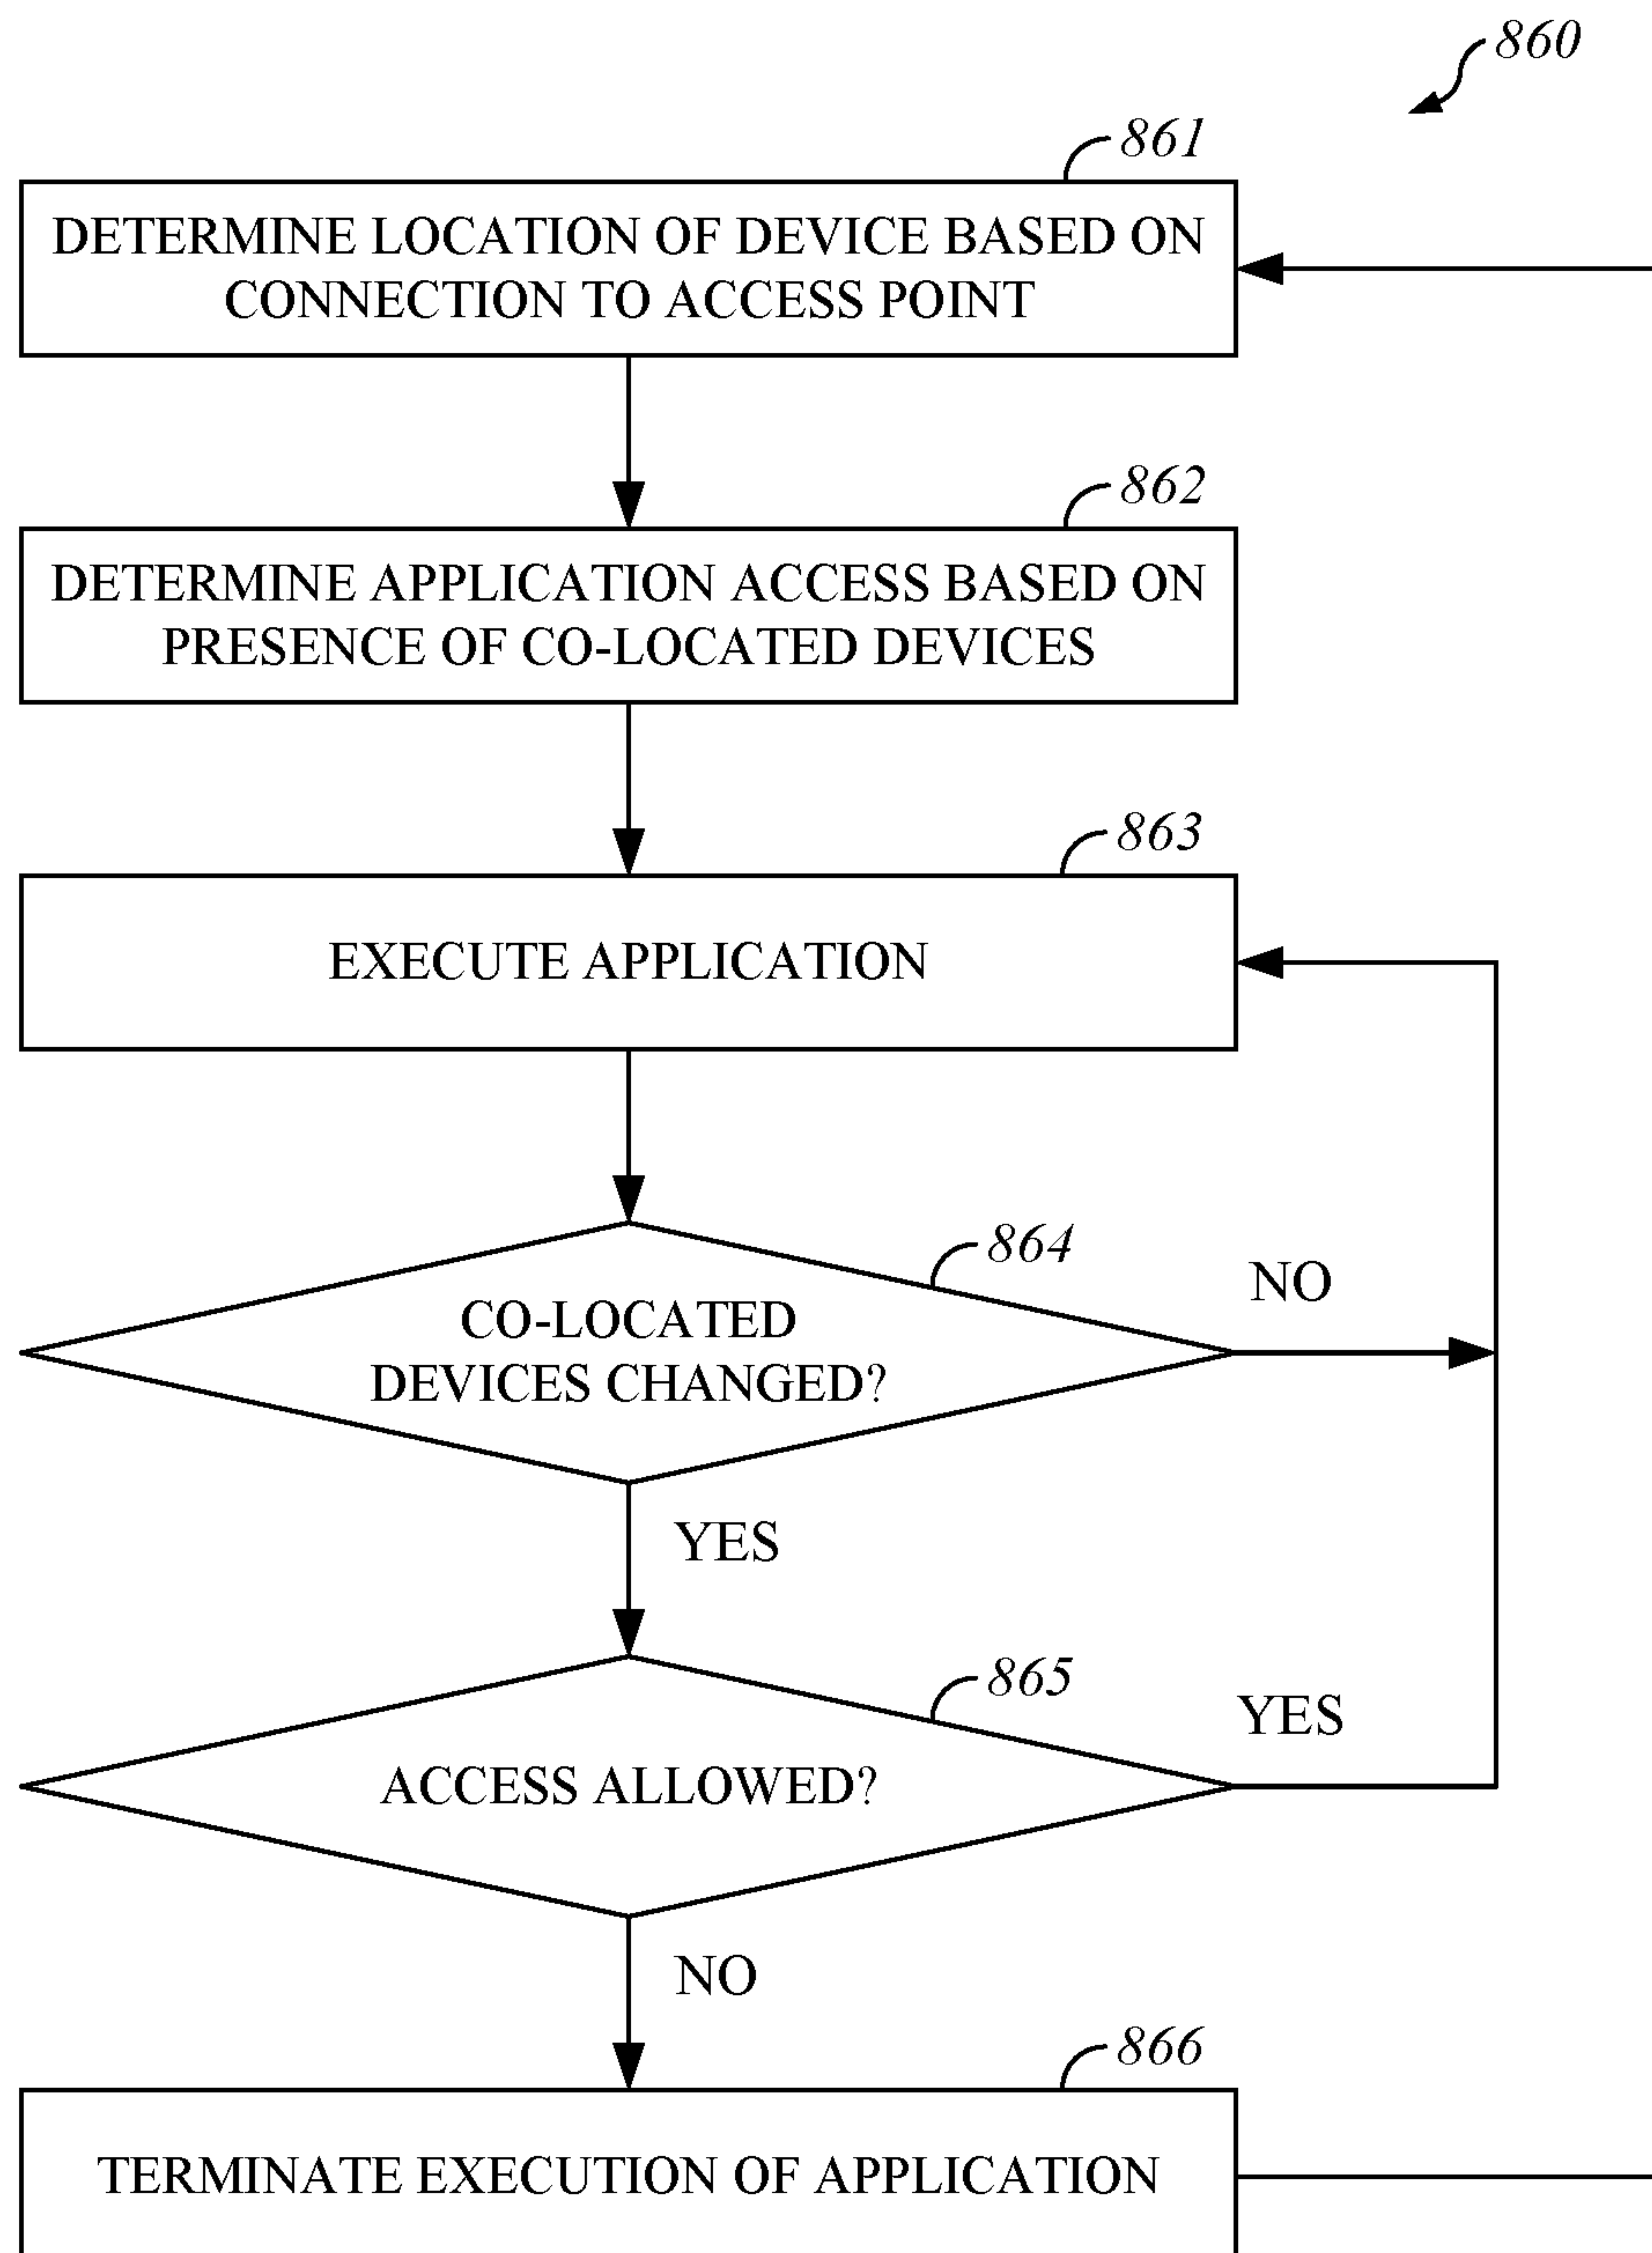 860
861
DETERMINE LOCATION OF DEVICE BASED ON
CONNECTION TO ACCESS POINT
862
DETERMINE APPLICATION ACCESS BASED ON
PRESENCE OF CO-LOCATED DEVICES
863
EXECUTE APPLICATION
864
NO
CO-LOCATED
DEVICES CHANGED?
YES
865
YES
ACCESS ALLOWED?
NO
866
TERMINATE EXECUTION OF APPLICATION